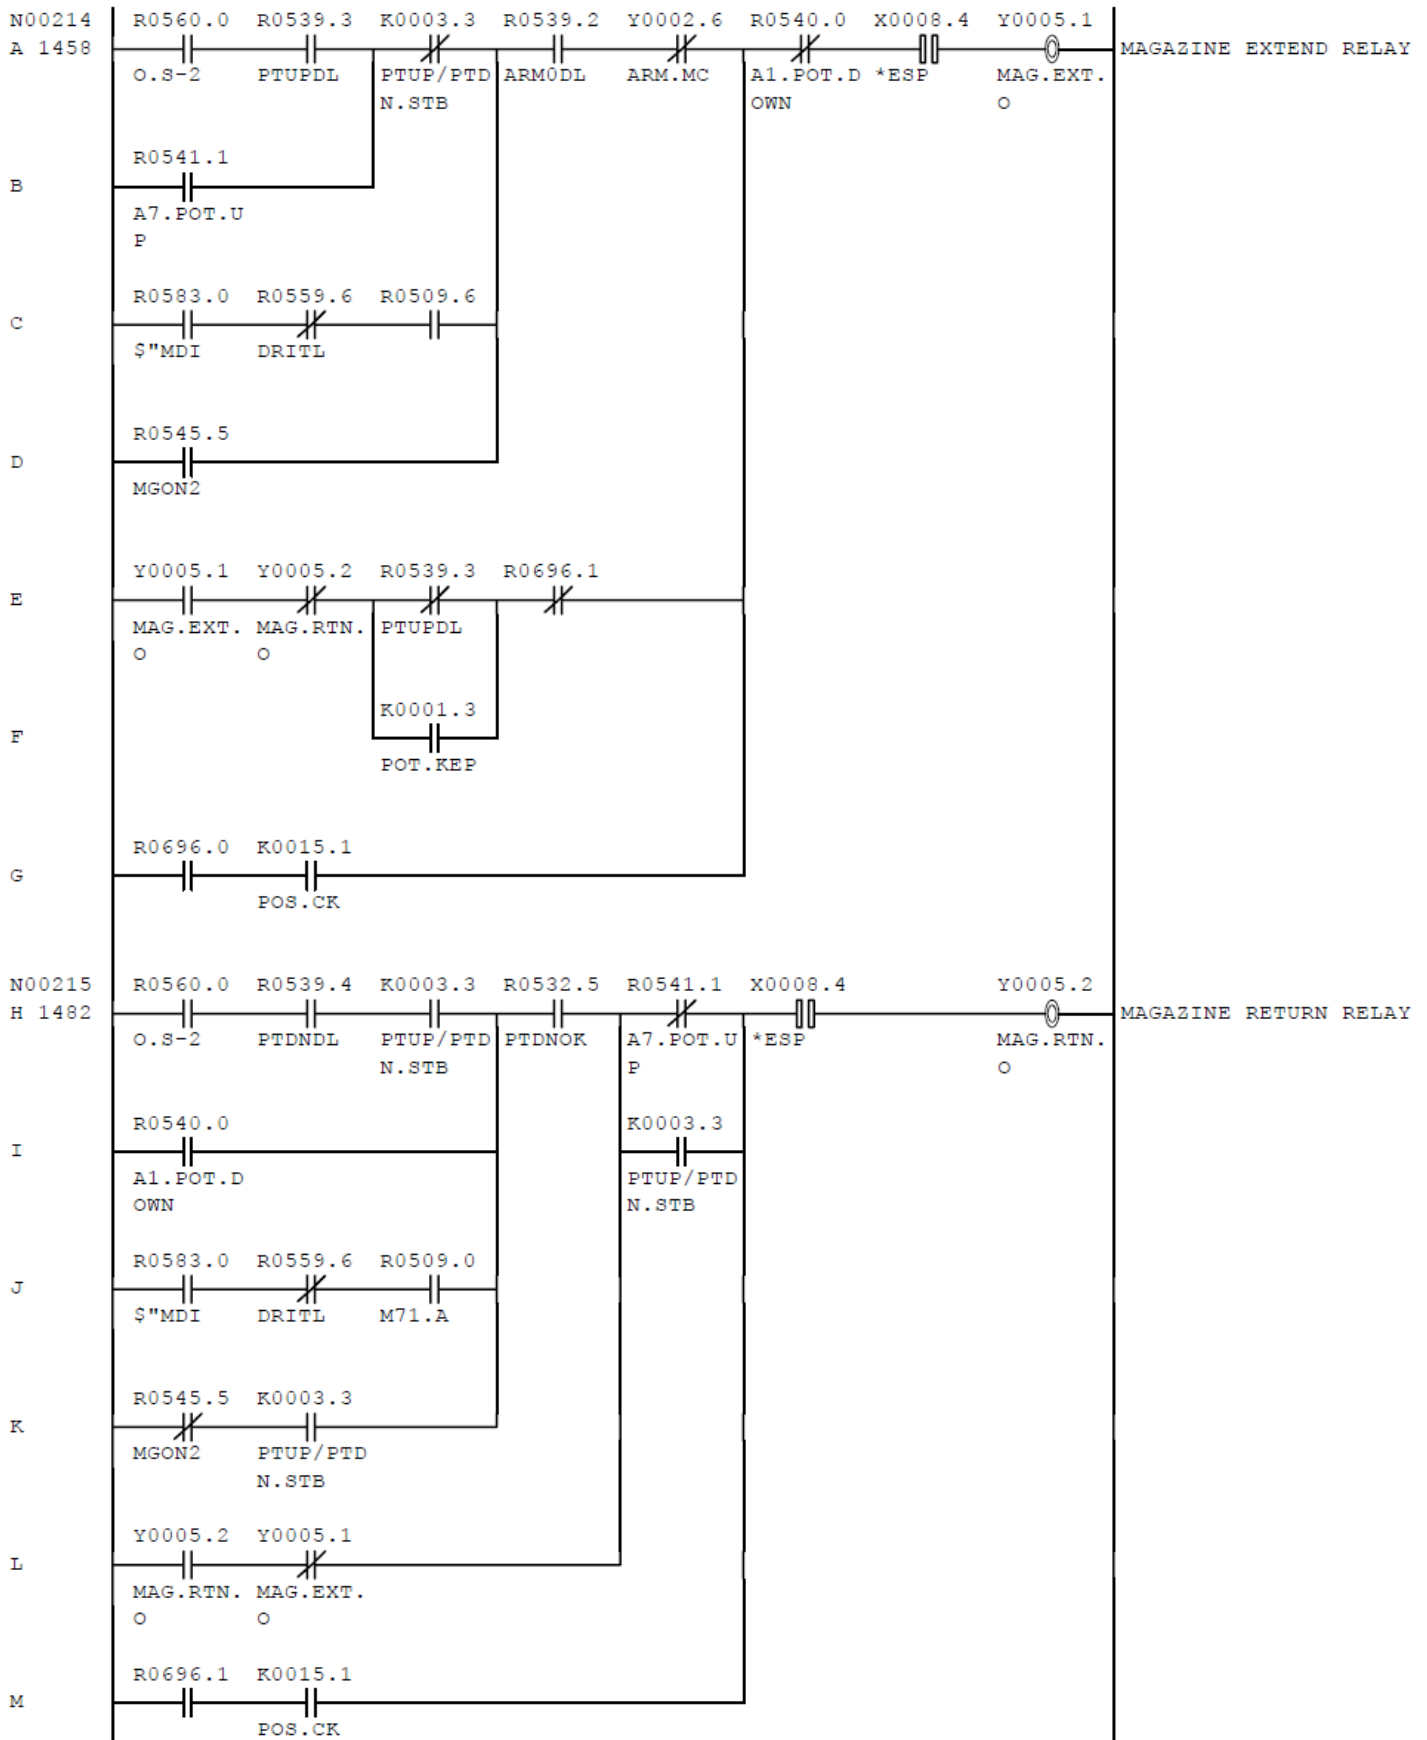 N00214 R0560.0 R0539.3 K0003.3 R0539.2 Y0002.6 R0540.0 X0008.4 Y0005.1
A 1458 MAGAZINE EXTEND RELAY
O.S-2 PTUPDL PTUP/PTD ARM0DL ARM.MC A1.POT.D *ESP MAG.EXT.
N.STB OWN O
R0541.1
B
A7.POT.U
P
R0583.0 R0559.6 R0509.6
C
$"MDI DRITL
R0545.5
D
MGON2
Y0005.1 Y0005.2 R0539.3 R0696.1
E
MAG.EXT. MAG.RTN. PTUPDL
O O
K0001.3
F
POT.KEP
R0696.0 K0015.1
G
POS.CK
N00215 R0560.0 R0539.4 K0003.3 R0532.5 R0541.1 X0008.4 Y0005.2
H 1482 MAGAZINE RETURN RELAY
O.S-2 PTDNDL PTUP/PTD PTDNOK A7.POT.U *ESP MAG.RTN.
N.STB P O
R0540.0 K0003.3
I
A1.POT.D PTUP/PTD
OWN N.STB
R0583.0 R0559.6 R0509.0
J
$"MDI DRITL M71.A
R0545.5 K0003.3
K
MGON2 PTUP/PTD
N.STB
Y0005.2 Y0005.1
L
MAG.RTN. MAG.EXT.
O O
R0696.1 K0015.1
M
POS.CK